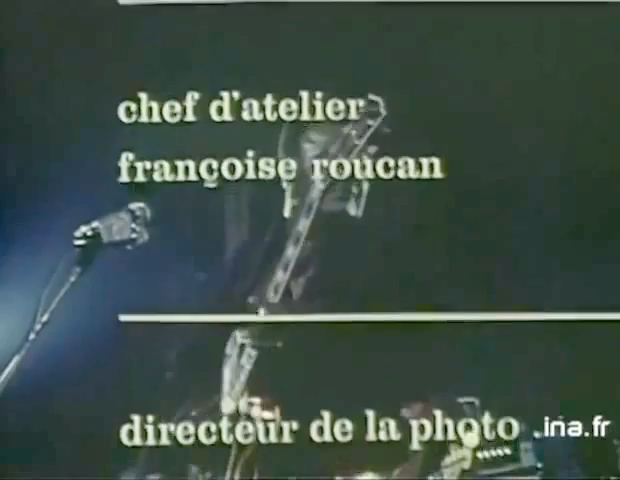 chef d'atelier
françoise roucan
directeur de la photo
ina.fr